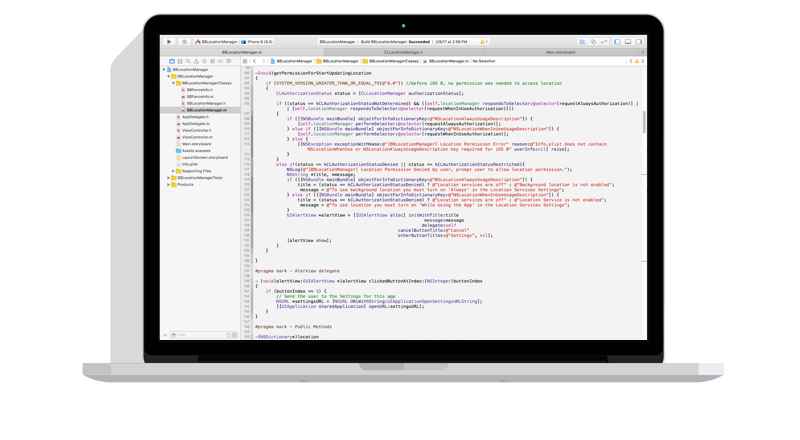 BBLocationManager
iPhone 6 (9.3)
BBLocationManager | Build BBLocationManager: Succeeded | 2/9/17 at 2:56 PM
1
BBLocationManager.m
CLLocationManager.h
Main.storyboard
BBLocationManager
BBLocationManager
BBLocationManagerClasses
BBFenceInfo.h
BBFenceInfo.m
BBLocationManager.h
BBLocationManager.m
AppDelegate.h
AppDelegate.m
ViewController.h
ViewController.m
Main.storyboard
Assets.xcassets
LaunchScreen.storyboard
Info.plist
Supporting Files
BBLocationManagerTests
Products
BBLocationManager
BBLocationManager
BBLocationManagerClasses
BBLocationManager.m
No Selection
-(void)getPermissionForStartUpdatingLocation
{
if (SYSTEM_VERSION_GREATER_THAN_OR_EQUAL_TO(@"8.0")) //before iOS 8, no permission was needed to access location
{
CLAuthorizationStatus status = [CLLocationManager authorizationStatus];
if ((status == kCLAuthorizationStatusNotDetermined) && ([self.locationManager respondsToSelector:@selector(requestAlwaysAuthorization)] |
| [self.locationManager respondsToSelector:@selector(requestWhenInUseAuthorization)]))
{
if ([[NSBundle mainBundle] objectForInfoDictionaryKey:@"NSLocationAlwaysUsageDescription"]) {
[self.locationManager performSelector:@selector(requestAlwaysAuthorization)];
} else if ([[NSBundle mainBundle] objectForInfoDictionaryKey:@"NSLocationWhenInUseUsageDescription"]) {
[self.locationManager performSelector:@selector(requestWhenInUseAuthorization)];
} else {
[NSException exceptionWithName:@"[BBLocationManager] Location Permission Error" reason:@"Info.plist does not contain
NSLocationWhenInUse or NSLocationAlwaysUsageDescription key required for iOS 8" userInfo:nil] raise];
}
}
else if(status == kCLAuthorizationStatusDenied || status == kCLAuthorizationStatusRestricted){
NSLog(@"[BBLocationManager] Location Permission Denied by user, prompt user to allow location permission.");
NSString *title, *message;
if ([[NSBundle mainBundle] objectForInfoDictionaryKey:@"NSLocationAlwaysUsageDescription"]) {
title = (status == kCLAuthorizationStatusDenied) ? @"Location services are off" : @"Background location is not enabled";
message = @"To use background location you must turn on 'Always' in the Location Services Settings";
} else if ([[NSBundle mainBundle] objectForInfoDictionaryKey:@"NSLocationWhenInUseUsageDescription"]) {
title = (status == kCLAuthorizationStatusDenied) ? @"Location services are off" : @"Location Service is not enabled";
message = @"To use location you must turn on 'While Using the App' in the Location Services Settings";
}
UIAlertView *alertView = [[UIAlertView alloc] initWithTitle:title
message:message
delegate:self
cancelButtonTitle:@"Cancel"
otherButtonTitles:@"Settings", nil];
[alertView show];
}
}
}
#pragma mark - AlerView delegate
- (void)alertView:(UIAlertView *)alertView clickedButtonAtIndex:(NSInteger)buttonIndex
{
if (buttonIndex == 1) {
// Send the user to the Settings for this app
NSURL *settingsURL = [NSURL URLWithString:UIApplicationOpenSettingsURLString];
[[UIApplication sharedApplication] openURL:settingsURL];
}
}
#pragma mark - Public Methods
-(NSDictionary*)location